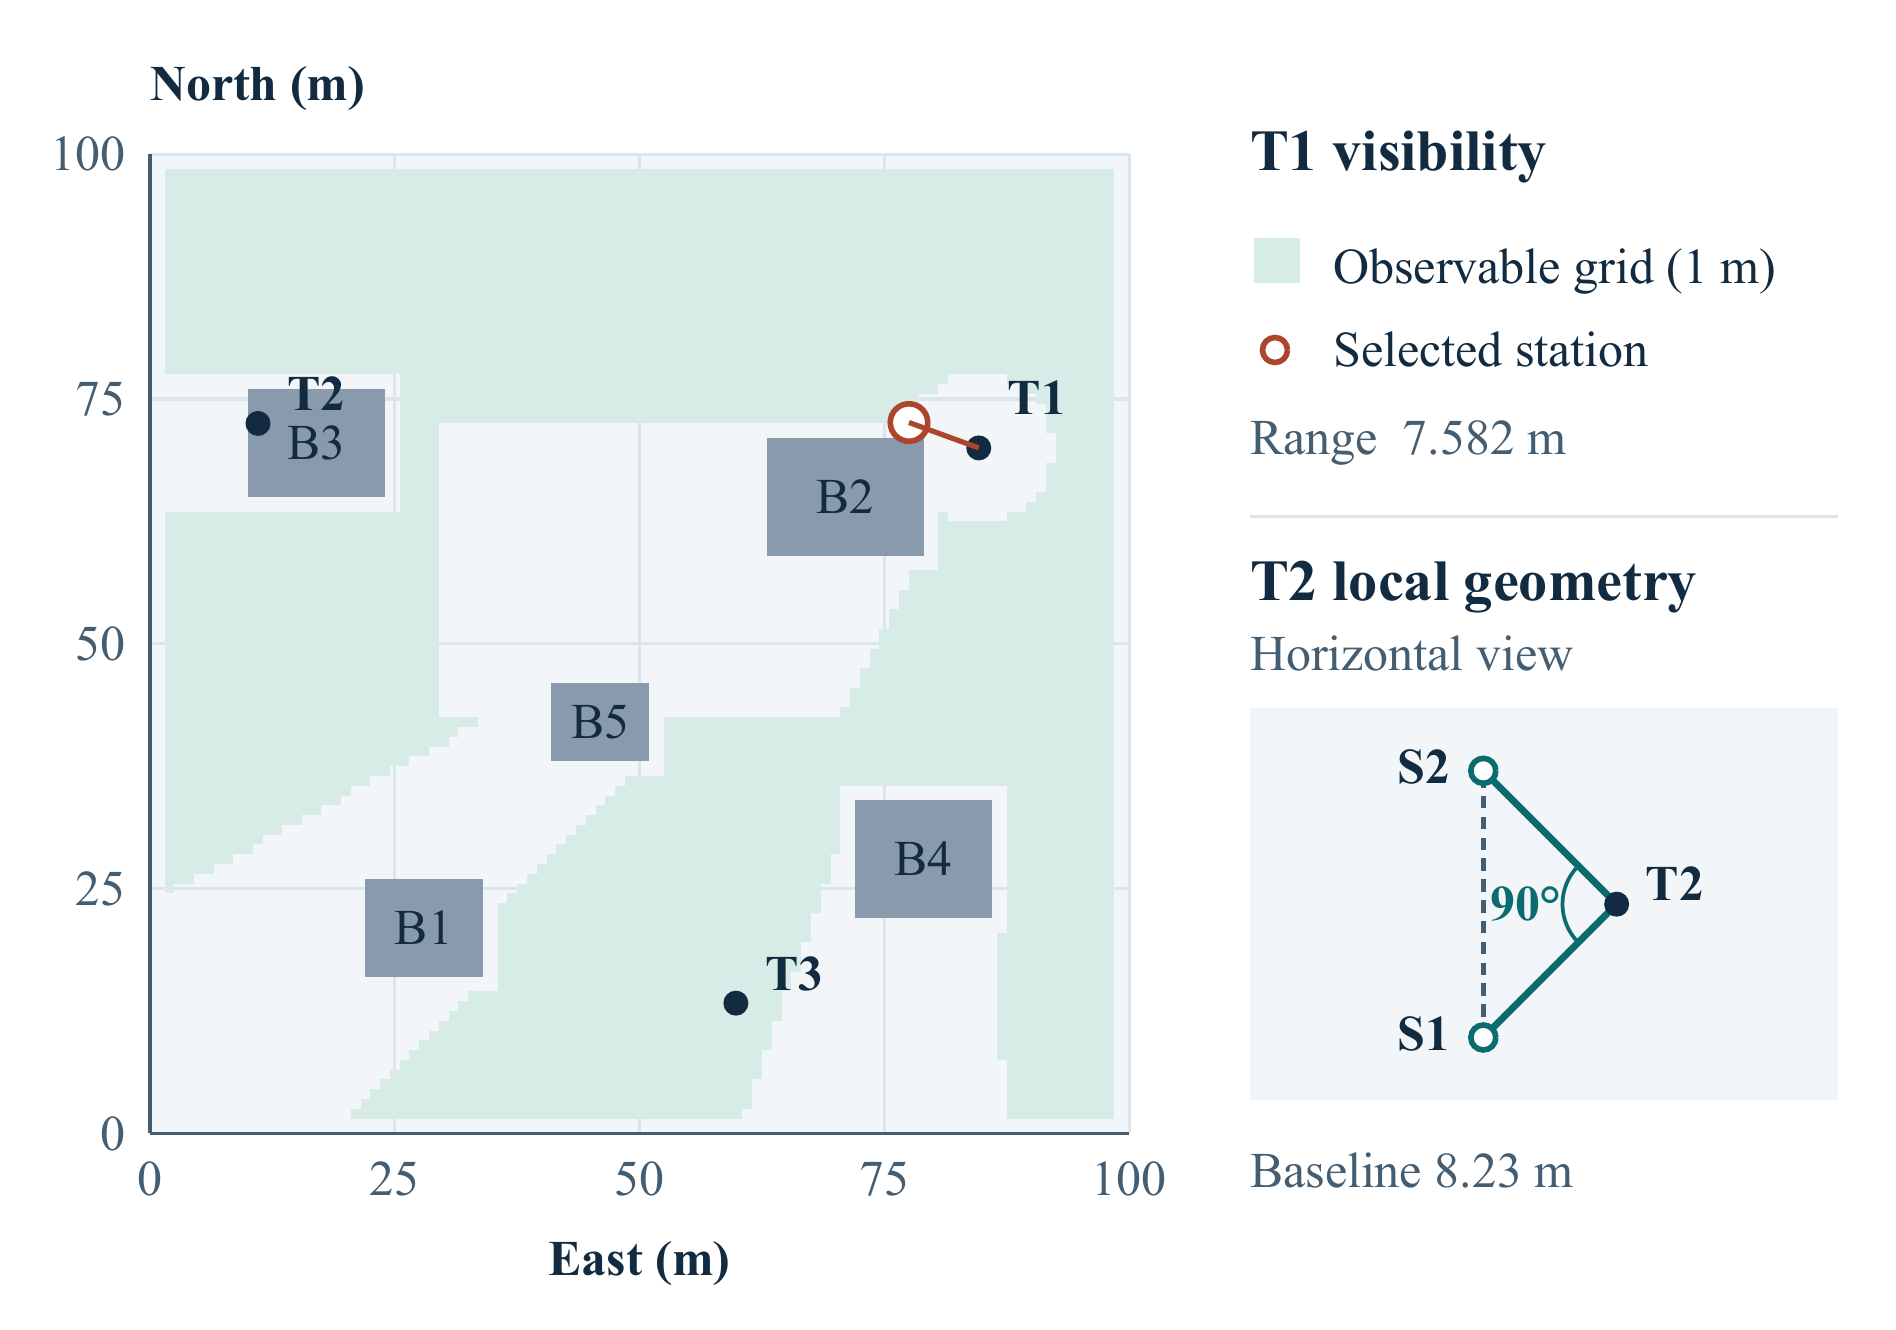 North (m)
100
75
50
25
0
0 25 50 75 100
East (m)
T2
B3
T1
B2
B5
B4
B1
T3
T1 visibility
Observable grid (1 m)
Selected station
Range 7.582 m
T2 local geometry
Horizontal view
S2
90°
T2
S1
Baseline 8.23 m